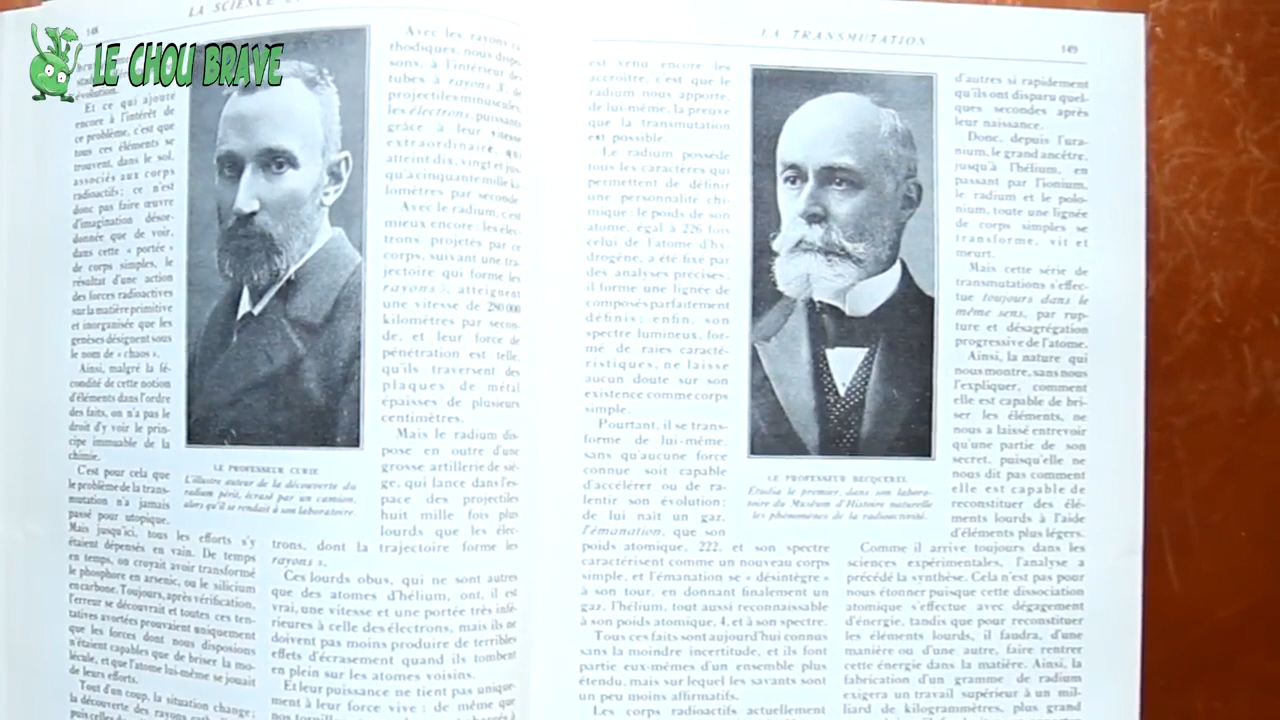 LE CHOU BRAVE
148
LA SCIENCE
évolution.
Et ce qui ajoute
encore à l'intérêt de
ce problème, c'est que
tous ces éléments se
trouvent, dans le sol,
associés aux corps
radioactifs; ce n'est
donc pas faire œuvre
d'imagination désor-
donnée que de voir,
dans cette « portée »
de corps simples, le
résultat d'une action
des forces radioactives
sur la matière primitive
et inorganisée que les
genèses désignent sous
le nom de « chaos ».
Ainsi, malgré la fé-
condité de cette notion
d'éléments dans l'ordre
des faits, on n'a pas le
droit d'y voir le prin-
cipe immuable de la
chimie.
C'est pour cela que
le problème de la trans-
mutation n'a jamais
passé pour utopique.
Mais jusqu'ici, tous les efforts s'y
étaient dépensés en vain. De temps
en temps, on croyait avoir transformé
le phosphore en arsenic, ou le silicium
en carbone. Toujours, après vérification,
l'erreur se découvrait et toutes ces ten-
tatives avortées prouvaient uniquement
que les forces dont nous disposions
n'étaient capables que de briser la mo-
lécule, et que l'atome lui-même se jouait
de leurs efforts.
Tout d'un coup, la situation change;
la découverte des rayons
LE PROFESSEUR CURIE
L'illustre auteur de la découverte du
radium périt, écrasé par un camion,
alors qu'il se rendait à son laboratoire.
Avec les rayons
thodiques, nous dispo-
sons, à l'intérieur des
tubes à rayons X, de
projectiles minuscules,
les électrons, puissants
grâce à leur vitesse
extraordinaire, qui
atteint dix, vingt et jus-
qu'à cinquante mille ki-
lomètres par seconde.
Avec le radium, c'est
mieux encore: les élec-
trons projetés par ce
corps, suivant une tra-
jectoire qui forme les
rayons, atteignent
une vitesse de 280 000
kilomètres par secon-
de, et leur force de
pénétration est telle,
qu'ils traversent des
plaques de métal
épaisses de plusieurs
centimètres.
Mais le radium dis-
pose en outre d'une
grosse artillerie de siè-
ge, qui lance dans l'es-
pace des projectiles
huit mille fois plus
lourds que les élec-
trons, dont la trajectoire forme les
rayons
Ces lourds obus, qui ne sont autres
que des atomes d'hélium, ont, il est
vrai, une vitesse et une portée très infé-
rieures à celle des électrons, mais ils ne
doivent pas moins produire de terribles
effets d'écrasement quand ils tombent
en plein sur les atomes voisins.
Et leur puissance ne tient pas unique-
ment à leur force vive: de même que
nos torpilles
LA TRANSMUTATION
149
est venu encore les
accroître, c'est que le
radium nous apporte,
de lui-même, la preuve
que la transmutation
est possible.
Le radium possède
tous les caractères qui
permettent de définir
une personnalité chi-
mique: le poids de son
atome, égal à 226 fois
celui de l'atome d'hy-
drogène, a été fixé par
des analyses précises;
il forme une lignée de
composés parfaitement
définis; enfin, son
spectre lumineux, for-
mé de raies caracté-
ristiques, ne laisse
aucun doute sur son
existence comme corps
simple.
Pourtant, il se trans-
forme de lui-même,
sans qu'aucune force
connue soit capable
d'accélérer ou de ra-
lentir son évolution;
de lui naît un gaz,
l'émanation, que son
poids atomique, 222, et son spectre
caractérisent comme un nouveau corps
simple, et l'émanation se « désintègre »
à son tour, en donnant finalement un
gaz, l'hélium, tout aussi reconnaissable
à son poids atomique, 4, et à son spectre.
Tous ces faits sont aujourd'hui connus
sans la moindre incertitude, et ils font
partie eux-mêmes d'un ensemble plus
étendu, mais sur lequel les savants sont
un peu moins affirmatifs.
Les corps radioactifs actuellement
LE PROFESSEUR BECQUEREL
Étudia le premier, dans son labora-
toire du Muséum d'Histoire naturelle
les phénomènes de la radioactivité.
d'autres si rapidement
qu'ils ont disparu quel-
ques secondes après
leur naissance.
Donc, depuis l'ura-
nium, le grand ancêtre,
jusqu'à l'hélium, en
passant par l'ionium,
le radium et le polo-
nium, toute une lignée
de corps simples se
transforme, vit et
meurt.
Mais cette série de
transmutations s'effec-
tue toujours dans le
même sens, par rup-
ture et désagrégation
progressive de l'atome.
Ainsi, la nature qui
nous montre, sans nous
l'expliquer, comment
elle est capable de bri-
ser les éléments, ne
nous a laissé entrevoir
qu'une partie de son
secret, puisqu'elle ne
nous dit pas comment
elle est capable de
reconstituer des élé-
ments lourds à l'aide
d'éléments plus légers.
Comme il arrive toujours dans les
sciences expérimentales, l'analyse a
précédé la synthèse. Cela n'est pas pour
nous étonner puisque cette dissociation
atomique s'effectue avec dégagement
d'énergie, tandis que pour reconstituer
les éléments lourds, il faudra, d'une
manière ou d'une autre, faire rentrer
cette énergie dans la matière. Ainsi, la
fabrication d'un gramme de radium
exigera un travail supérieur à un mil-
liard de kilogrammètres, plus grand